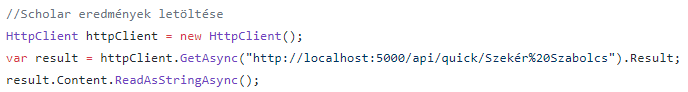 //Scholar eredmények letöltése
HttpClient httpClient = new HttpClient();
var result = httpClient.GetAsync("http://localhost:5000/api/quick/Szekér%20Szabolcs").Result;
result.Content.ReadAsStringAsync();